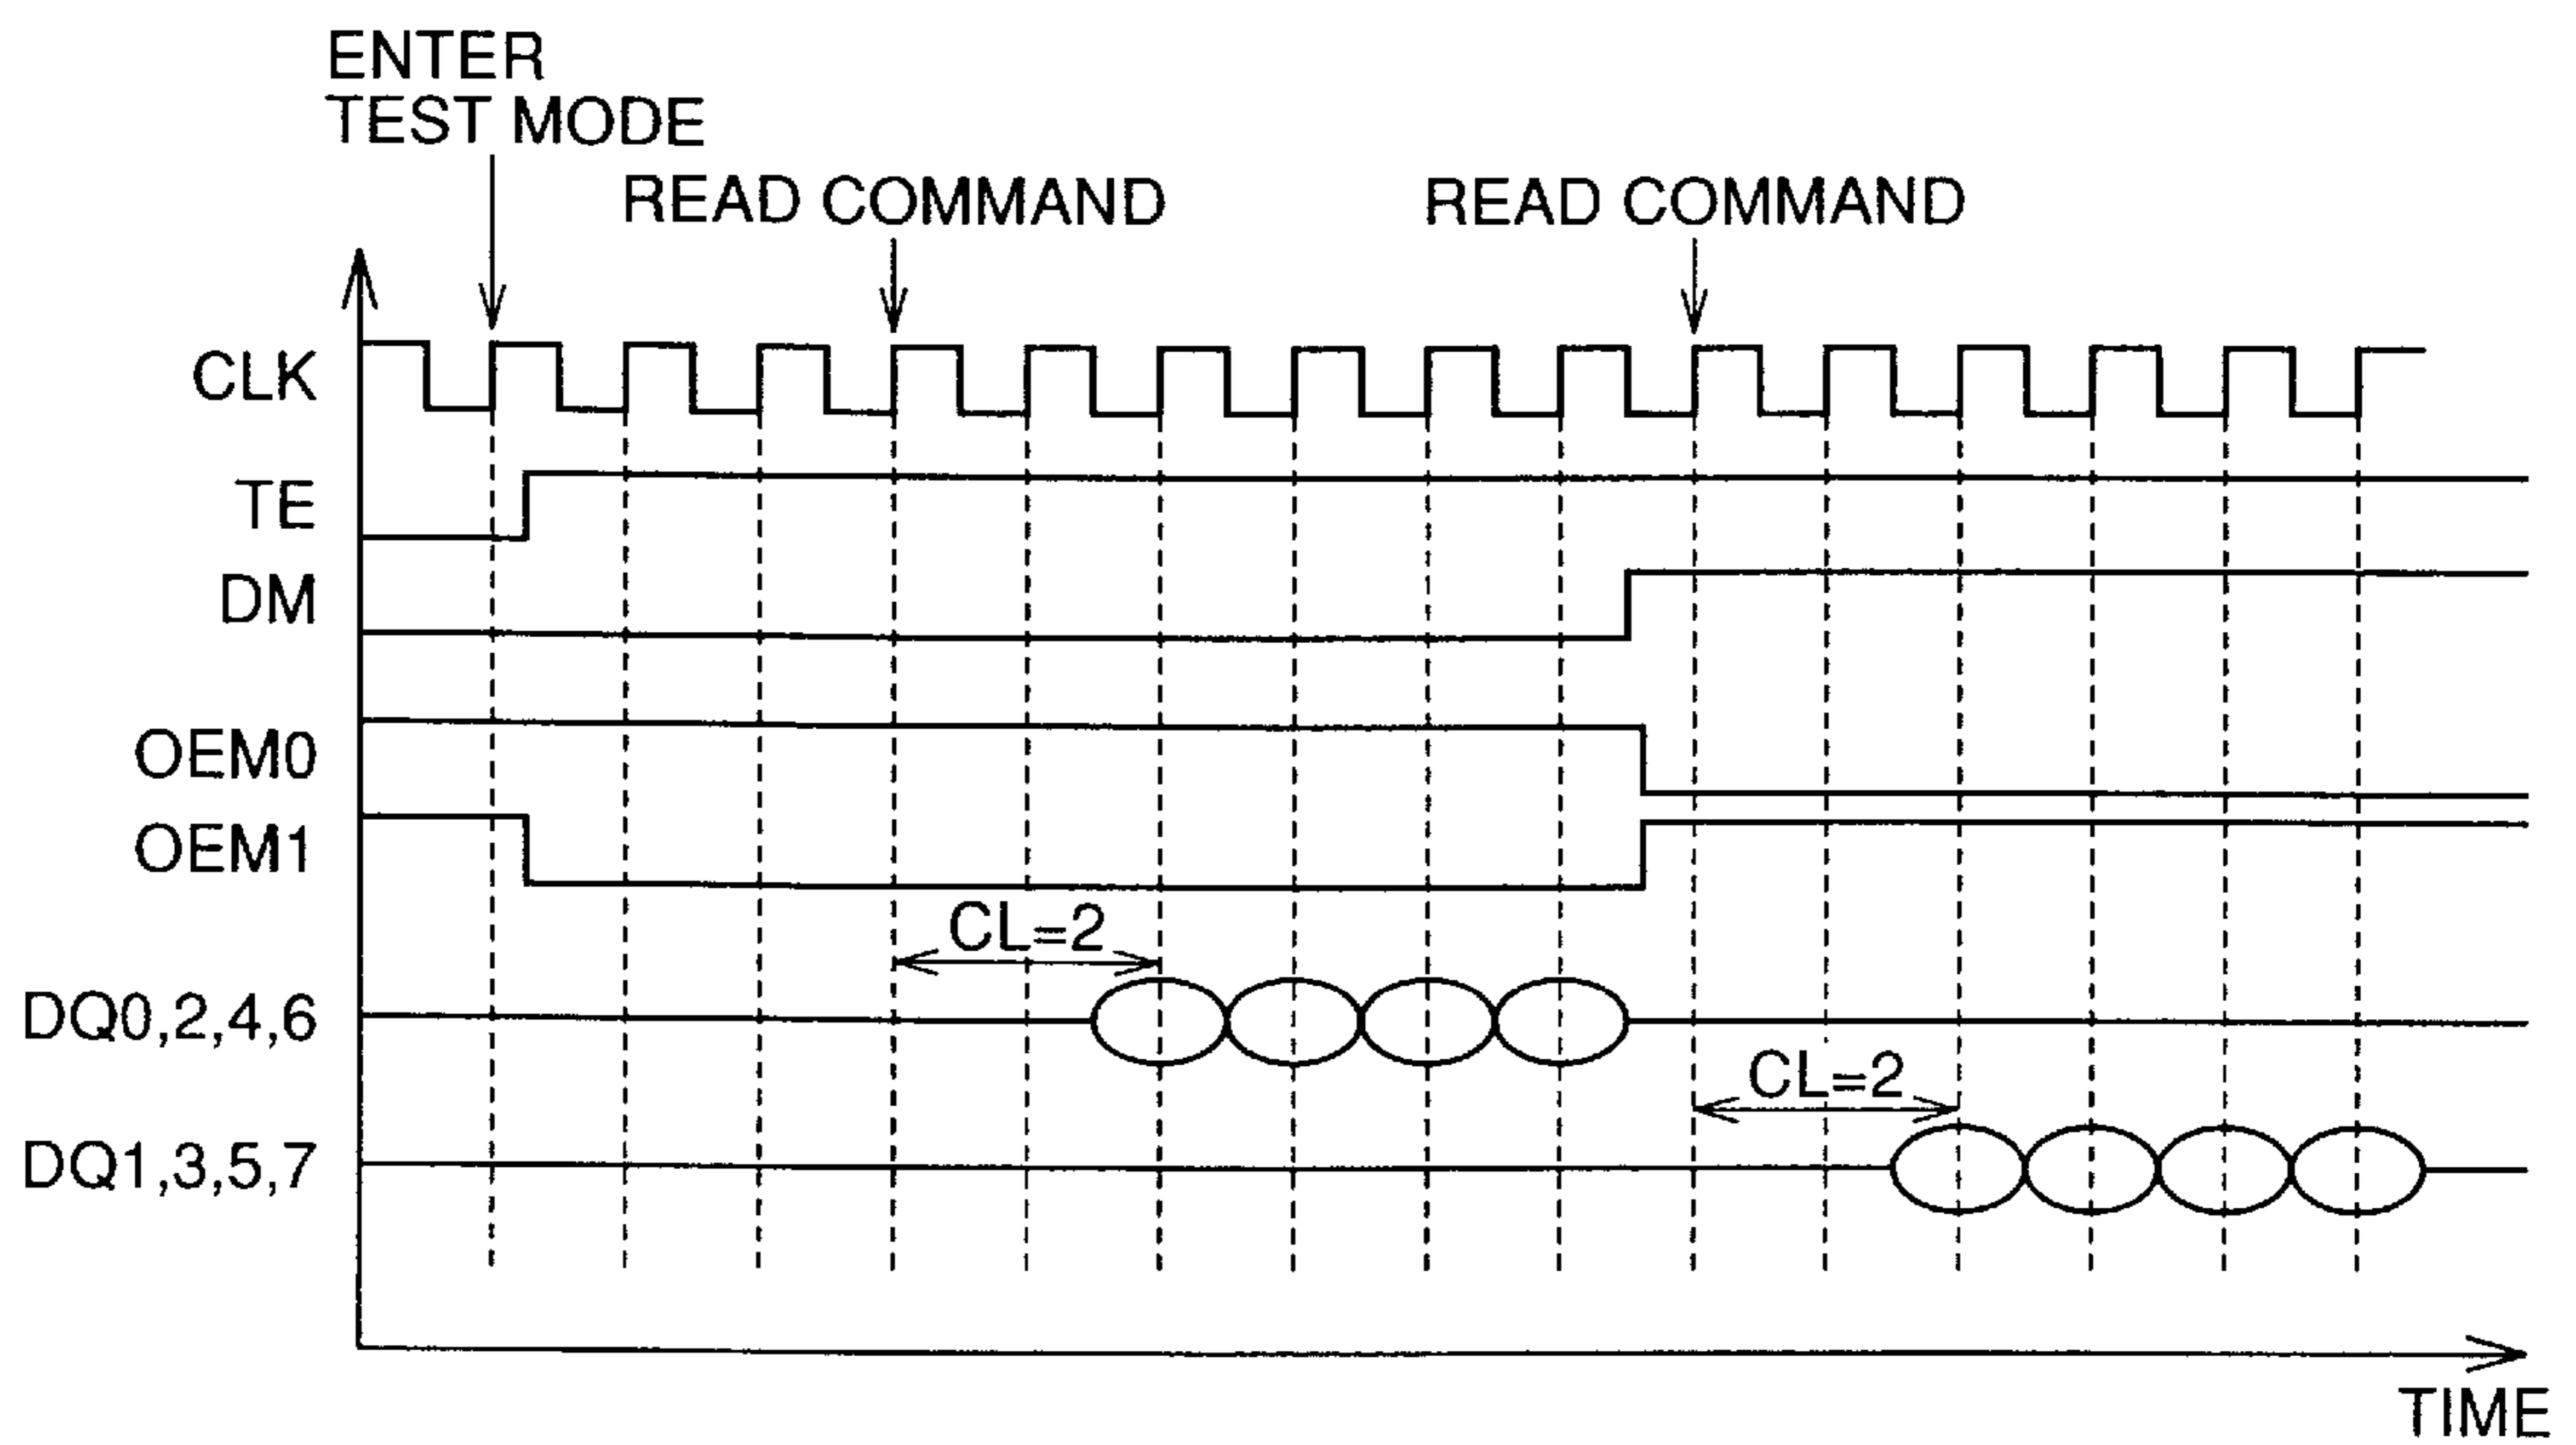 ENTER
TEST MODE
READ COMMAND
READ COMMAND
CLK
TE
DM
OEM0
OEM1
CL=2
DQ0,2,4,6
CL=2
DQ1,3,5,7
TIME